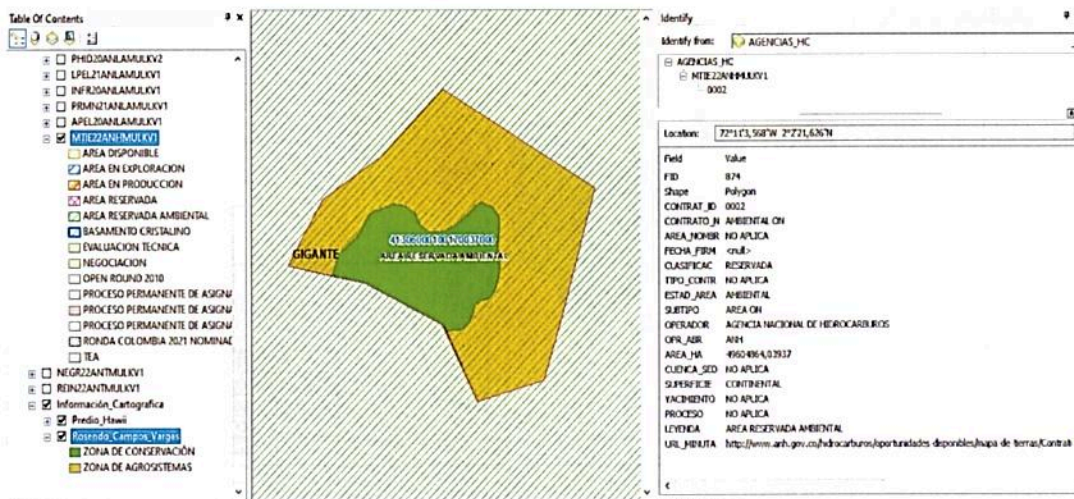 Table Of Contents
PHID20ANLAMULKV2
LPEL21ANLAMULKV1
INFR20ANLAMULKV1
PRMN21ANLAMULKV1
APEL20ANLAMULKV1
MTIE22ANHMULKV1
AREA DISPONIBLE
AREA EN EXPLORACION
AREA EN PRODUCCION
AREA RESERVADA
AREA RESERVADA AMBIENTAL
BASAMENTO CRISTALINO
EVALUACION TECNICA
NEGOCIACION
OPEN ROUND 2010
PROCESO PERMANENTE DE ASIGNA
PROCESO PERMANENTE DE ASIGNA
PROCESO PERMANENTE DE ASIGNA
RONDA COLOMBIA 2021 NOMINAD
TEA
NEGR22ANTMULKV1
REIN22ANTMULKV1
Información_Cartografica
Predio_Hawii
Rosendo_Campos_Vargas
ZONA DE CONSERVACIÓN
ZONA DE AGROSISTEMAS
GIGANTE
AREA RESERVADA AMBIENTAL
Identify
Identify from: AGENCIAS_HC
AGENCIAS_HC
MTIE22ANHMULKV1
0002
Location: 72°11'3,568"W 2°2'21,626"N
Field Value
FID 874
Shape Polygon
CONTRAT_ID 0002
CONTRATO_N AMBIENTAL ON
AREA_NOMBR NO APLICA
FECHA_FIRM <null>
CLASIFICAC RESERVADA
TIPO_CONTR NO APLICA
ESTAD_AREA AMBIENTAL
SUBTIPO AREA ON
OPERADOR AGENCIA NACIONAL DE HIDROCARBUROS
OPR_ABR ANH
AREA_HA 49604864,03937
CUENCA_SED NO APLICA
SUPERFICIE CONTINENTAL
YACIMIENTO NO APLICA
PROCESO NO APLICA
LEYENDA AREA RESERVADA AMBIENTAL
URL_MINUTA http://www.anh.gov.co/hidrocarburos/oportunidades-disponibles/mapa de tierras/Contrati